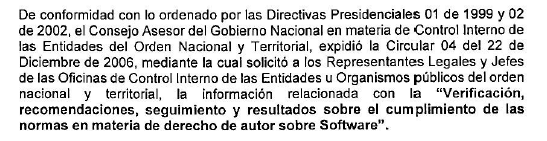 De conformidad con lo ordenado por las Directivas Presidenciales 01 de 1999 y 02
de 2002, el Consejo Asesor del Gobierno Nacional en materia de Control Interno de
las Entidades del Orden Nacional y Territorial, expidió la Circular 04 del 22 de
Diciembre de 2006, mediante la cual solicitó a los Representantes Legales y Jefes
de las Oficinas de Control Interno de las Entidades u Organismos públicos del orden
nacional y territorial, la información relacionada con la “Verificación,
recomendaciones, seguimiento y resultados sobre el cumplimiento de las
normas en materia de derecho de autor sobre Software”.